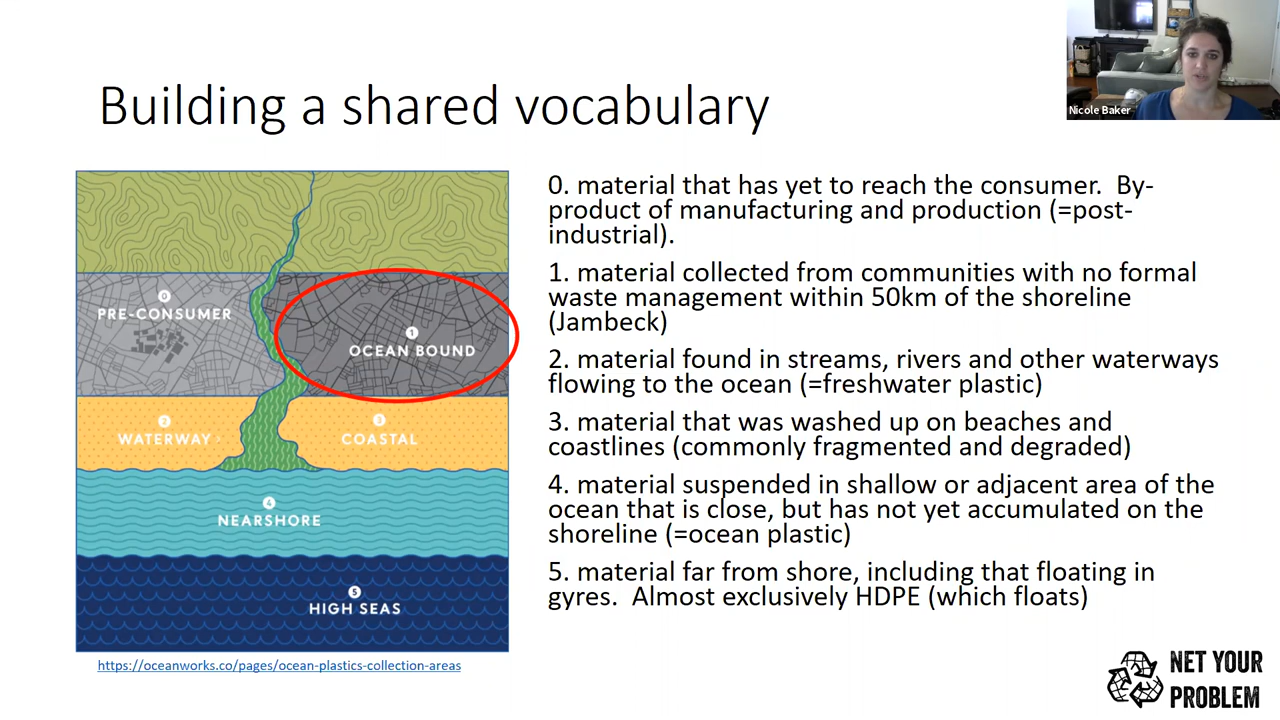 Nicole Baker
Building a shared vocabulary
0
PRE-CONSUMER
1
OCEAN BOUND
2
WATERWAY
3
COASTAL
4
NEARSHORE
5
HIGH SEAS
https://oceanworks.co/pages/ocean-plastics-collection-areas
0. material that has yet to reach the consumer. By-
product of manufacturing and production (=post-
industrial).
1. material collected from communities with no formal
waste management within 50km of the shoreline
(Jambeck)
2. material found in streams, rivers and other waterways
flowing to the ocean (=freshwater plastic)
3. material that was washed up on beaches and
coastlines (commonly fragmented and degraded)
4. material suspended in shallow or adjacent area of the
ocean that is close, but has not yet accumulated on the
shoreline (=ocean plastic)
5. material far from shore, including that floating in
gyres. Almost exclusively HDPE (which floats)
NET YOUR
PROBLEM